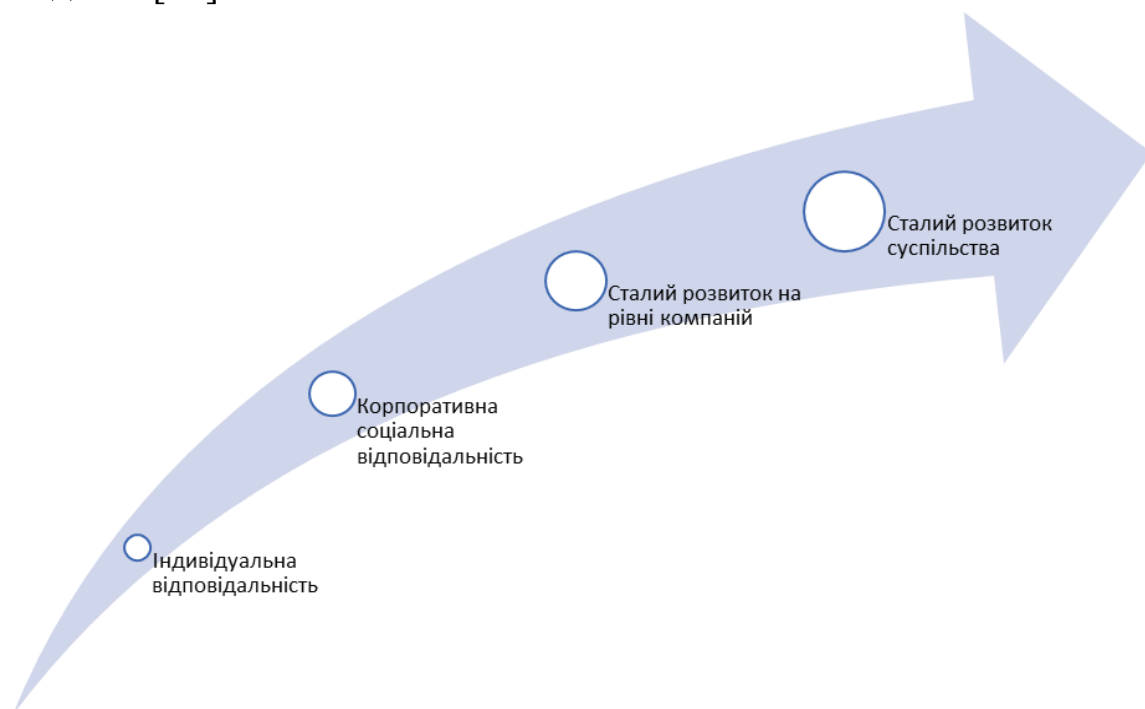 Сталий розвиток
суспільства
Сталий розвиток на
рівні компаній
Корпоративна
соціальна
відповідальність
Індивідуальна
відповідальність